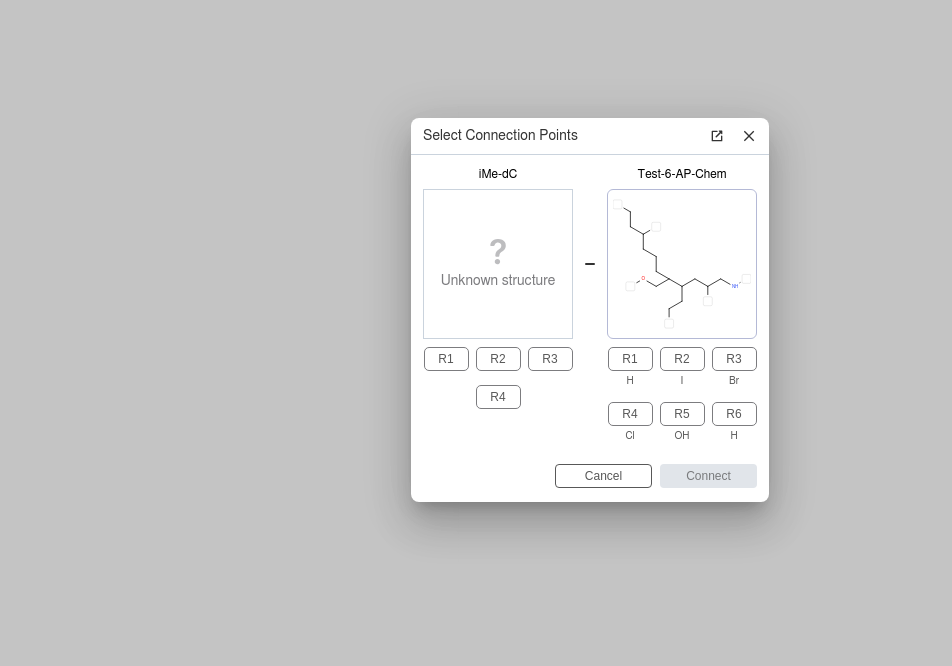 Select Connection Points
iMe-dC
Test-6-AP-Chem
?
Unknown structure
O
NH
R1 R2 R3
R4
R1 R2 R3
H I Br
R4 R5 R6
Cl OH H
Cancel
Connect